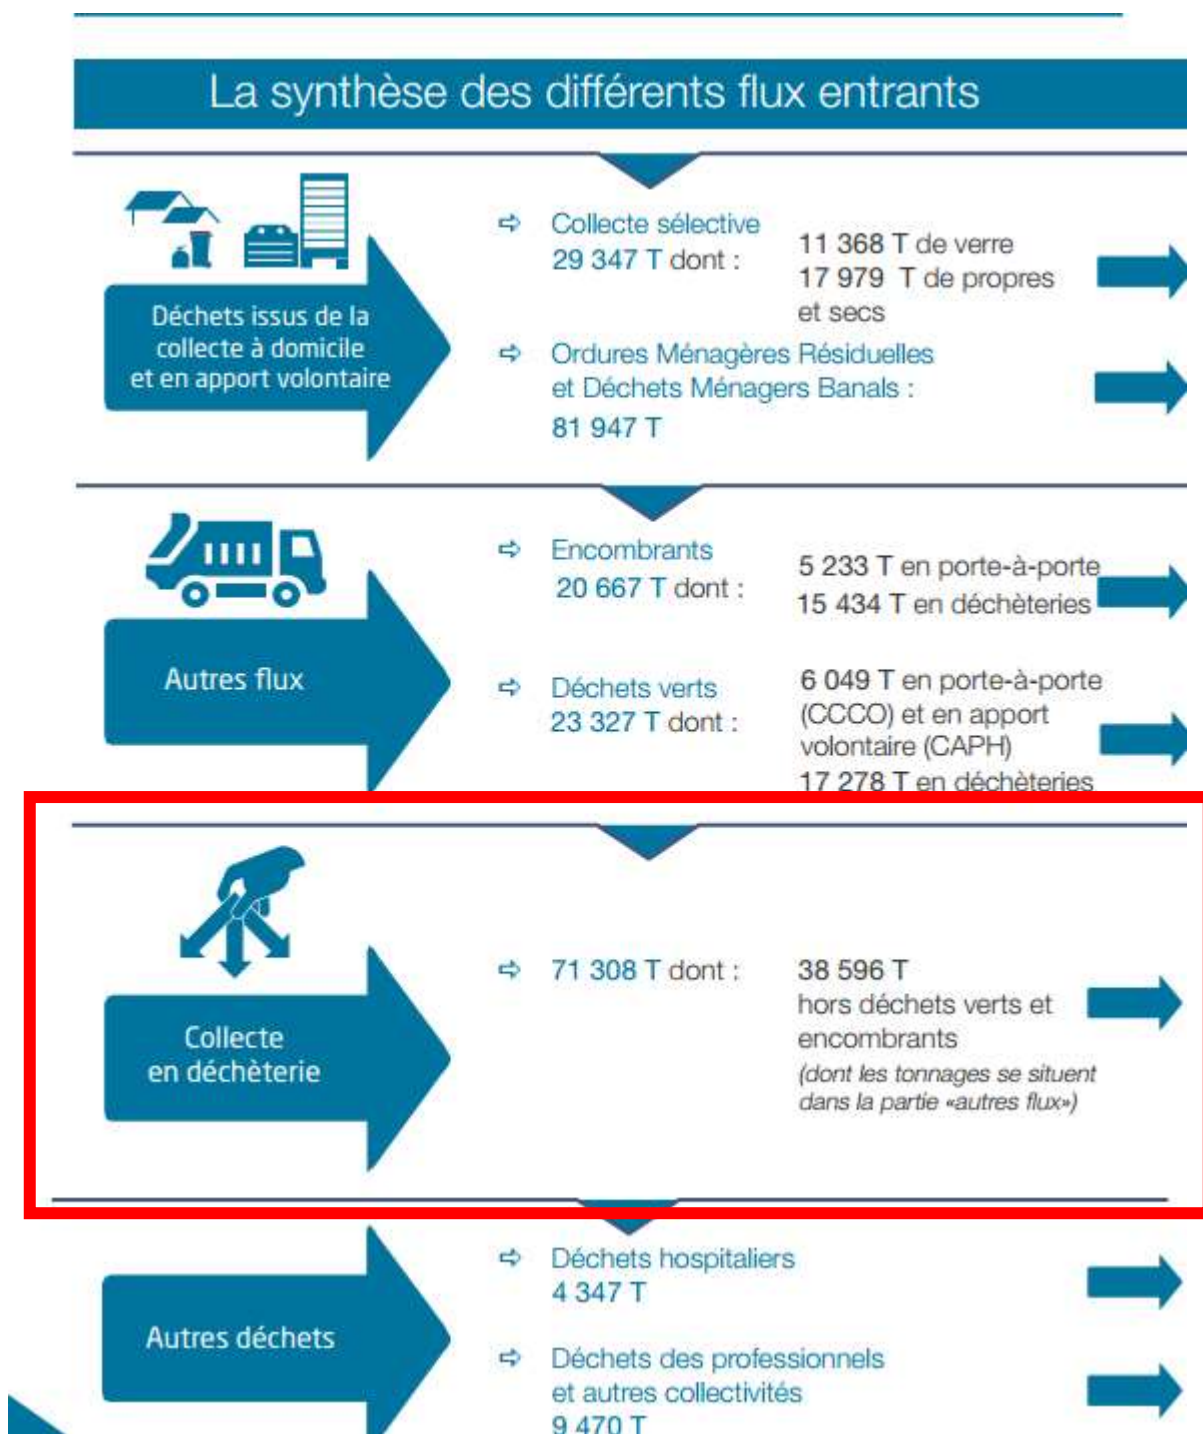 La synthèse des différents flux entrants
Déchets issus de la
collecte à domicile
et en apport volontaire
⇨ Collecte sélective
29 347 T dont :
11 368 T de verre
17 979 T de propres
et secs
⇨ Ordures Ménagères Résiduelles
et Déchets Ménagers Banals :
81 947 T
Autres flux
⇨ Encombrants
20 667 T dont :
5 233 T en porte-à-porte
15 434 T en déchèteries
⇨ Déchets verts
23 327 T dont :
6 049 T en porte-à-porte
(CCCO) et en apport
volontaire (CAPH)
17 278 T en déchèteries
Collecte
en déchèterie
⇨ 71 308 T dont :
38 596 T
hors déchets verts et
encombrants
(dont les tonnages se situent
dans la partie «autres flux»)
Autres déchets
⇨ Déchets hospitaliers
4 347 T
⇨ Déchets des professionnels
et autres collectivités
9 470 T